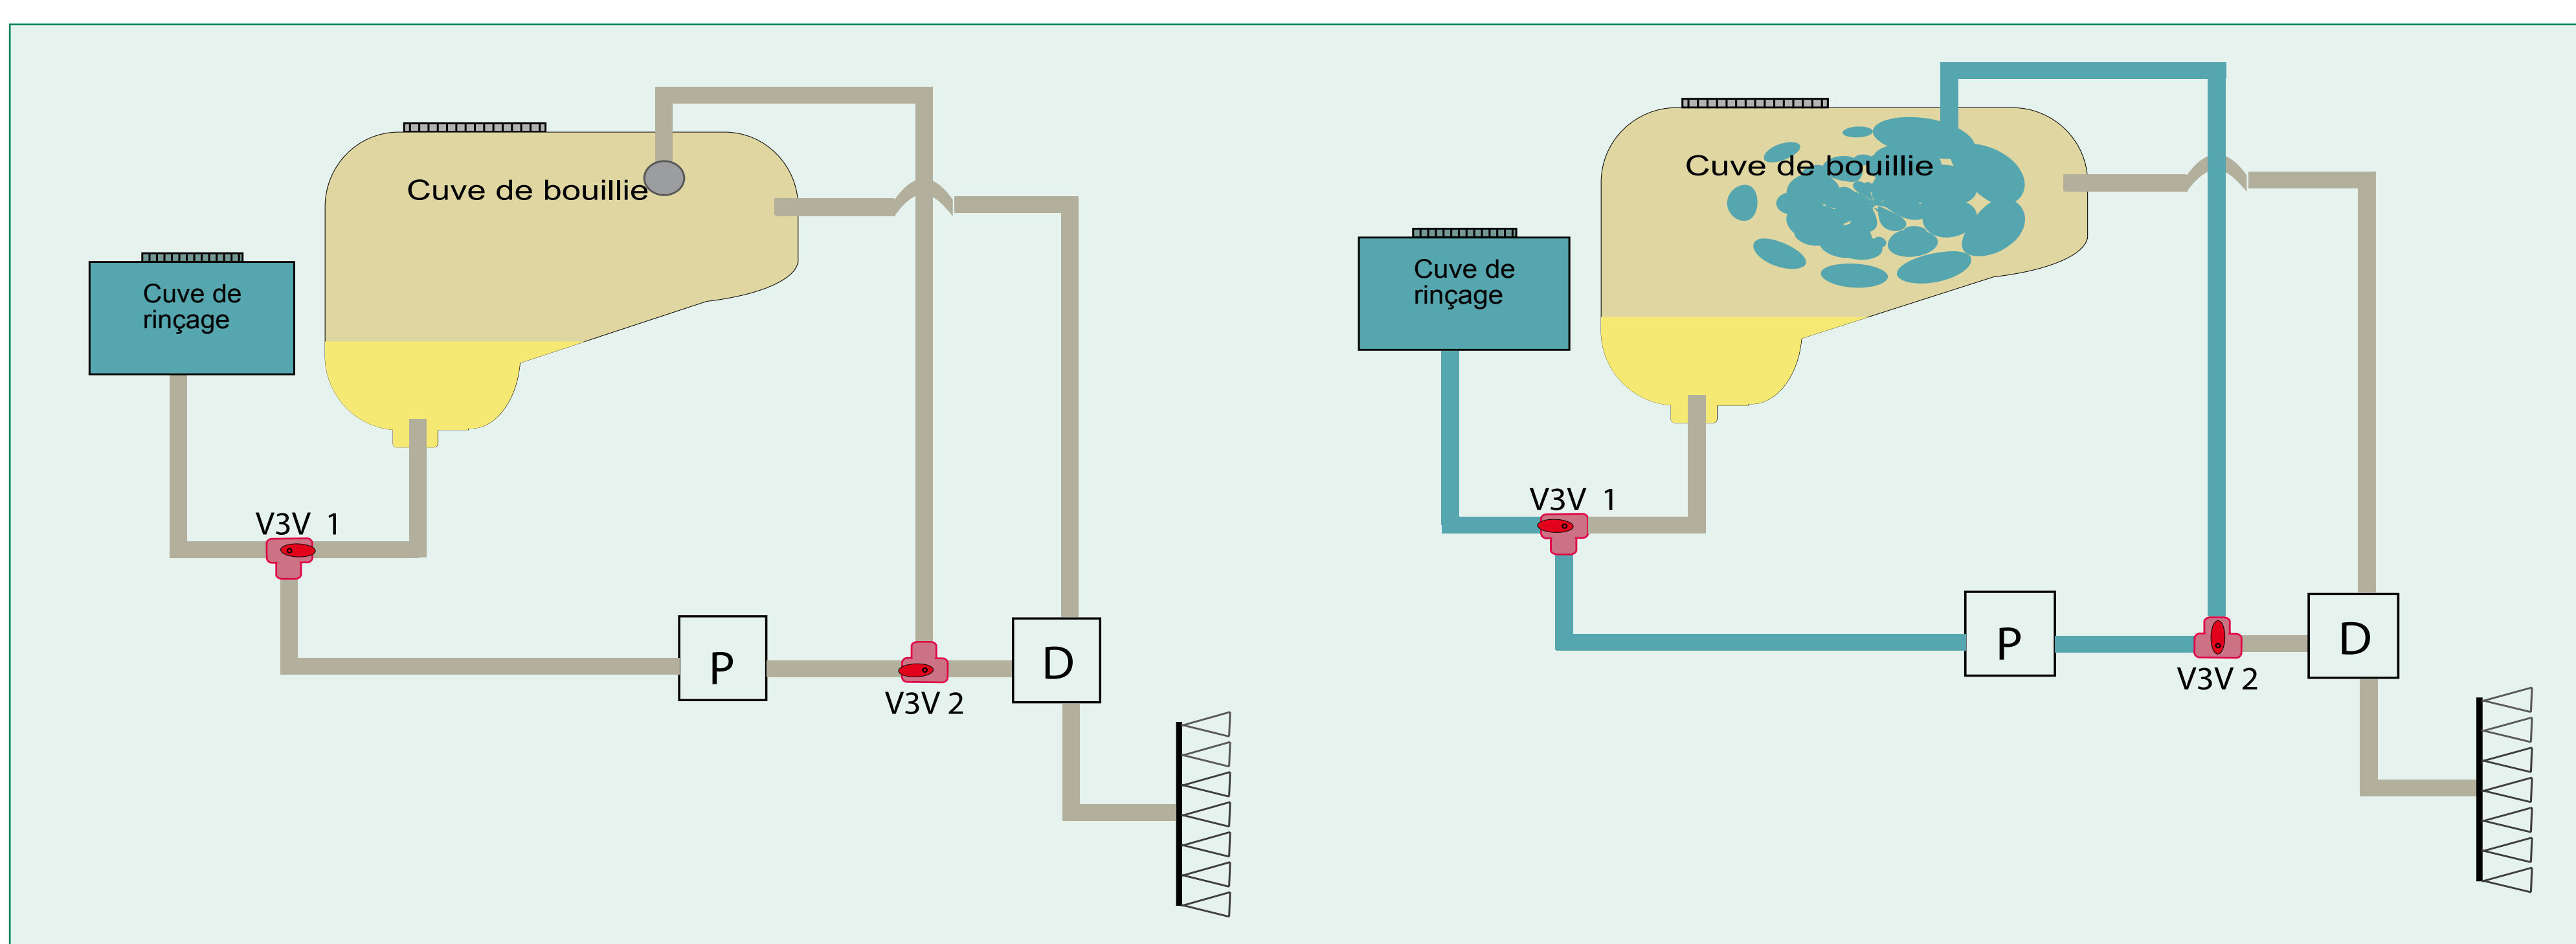 Cuve de bouillie
Cuve de
rinçage
V3V 1
P
V3V 2
D
Cuve de bouillie
Cuve de
rinçage
V3V 1
P
V3V 2
D